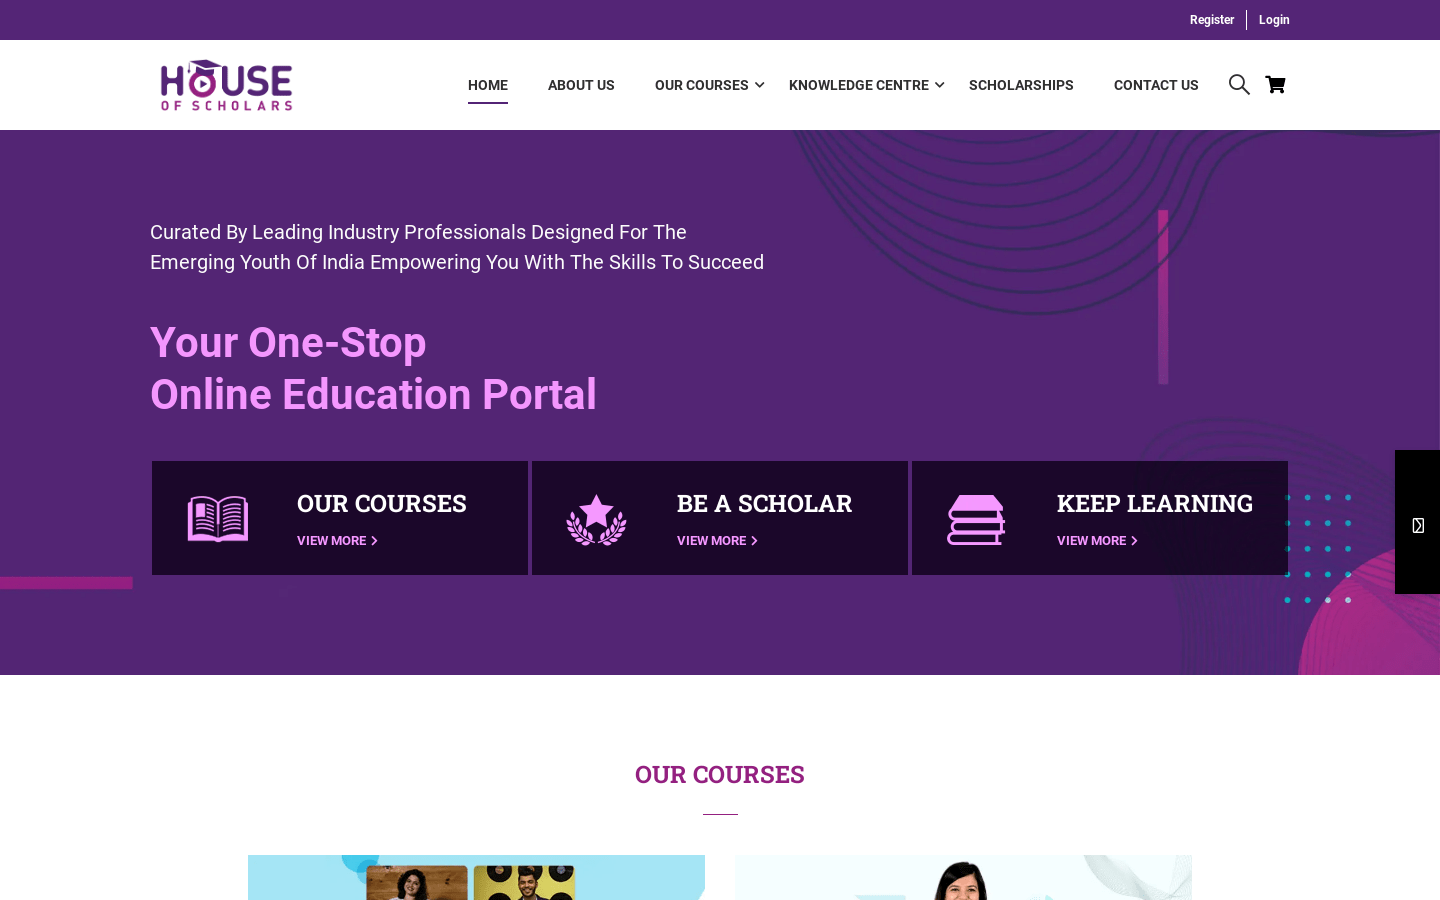 Register
Login
HOUSE
OF SCHOLARS
HOME
ABOUT US
OUR COURSES
KNOWLEDGE CENTRE
SCHOLARSHIPS
CONTACT US
Curated By Leading Industry Professionals Designed For The
Emerging Youth Of India Empowering You With The Skills To Succeed
Your One-Stop
Online Education Portal
OUR COURSES
VIEW MORE
BE A SCHOLAR
VIEW MORE
KEEP LEARNING
VIEW MORE
OUR COURSES